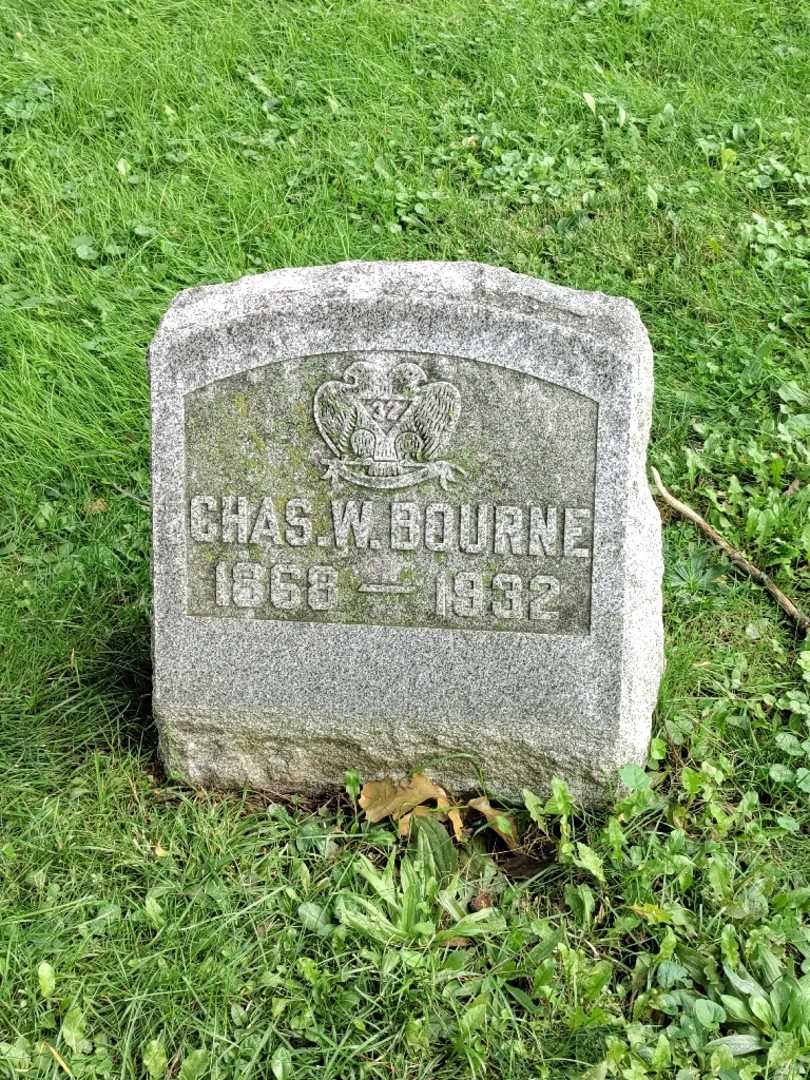 32
CHAS. W. BOURNE
1868 — 1932